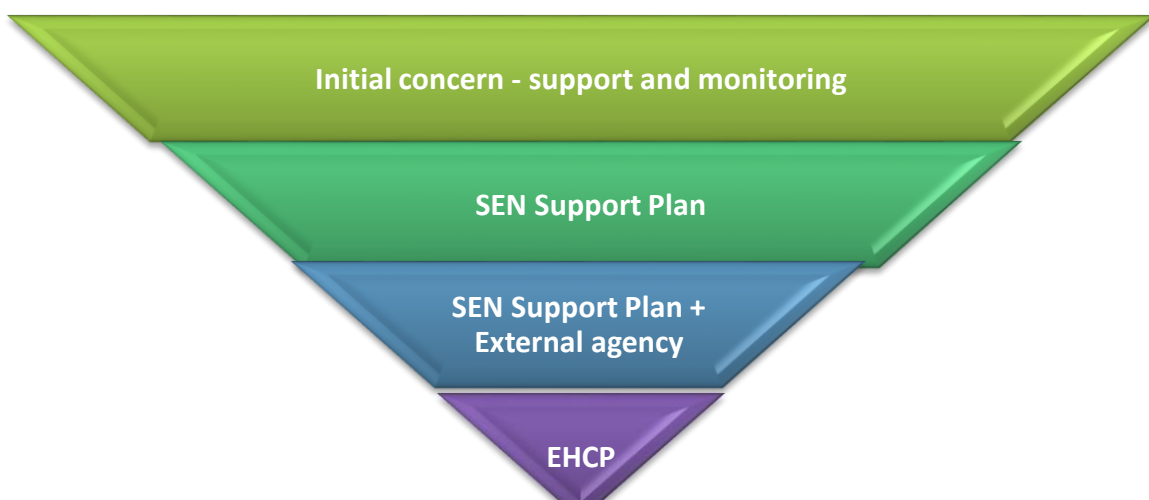 Initial concern - support and monitoring
SEN Support Plan
SEN Support Plan +
External agency
EHCP